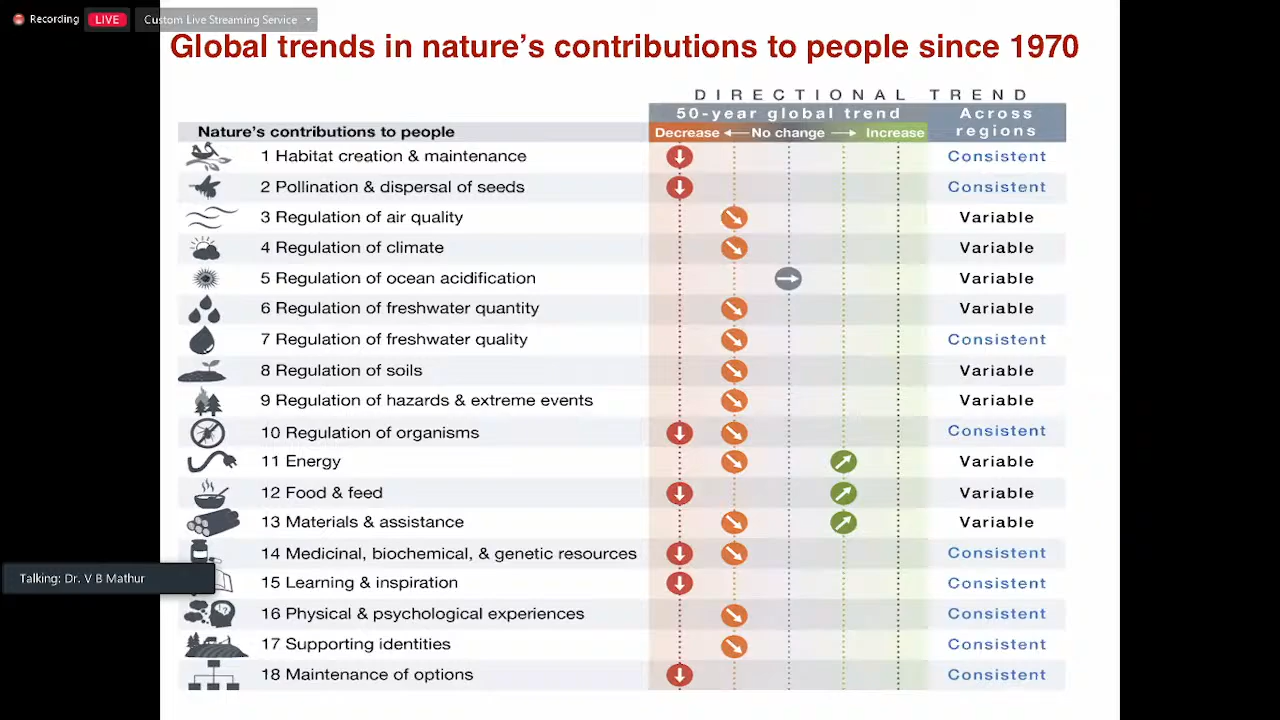 Recording LIVE Custom Live Streaming Service
Global trends in nature's contributions to people since 1970
DIRECTIONAL TREND
50-year global trend Across regions
Nature's contributions to people Decrease No change Increase
1 Habitat creation & maintenance Consistent
2 Pollination & dispersal of seeds Consistent
3 Regulation of air quality Variable
4 Regulation of climate Variable
5 Regulation of ocean acidification Variable
6 Regulation of freshwater quantity Variable
7 Regulation of freshwater quality Consistent
8 Regulation of soils Variable
9 Regulation of hazards & extreme events Variable
10 Regulation of organisms Consistent
11 Energy Variable
12 Food & feed Variable
13 Materials & assistance Variable
14 Medicinal, biochemical, & genetic resources Consistent
Talking: Dr. V B Mathur
15 Learning & inspiration Consistent
16 Physical & psychological experiences Consistent
17 Supporting identities Consistent
18 Maintenance of options Consistent